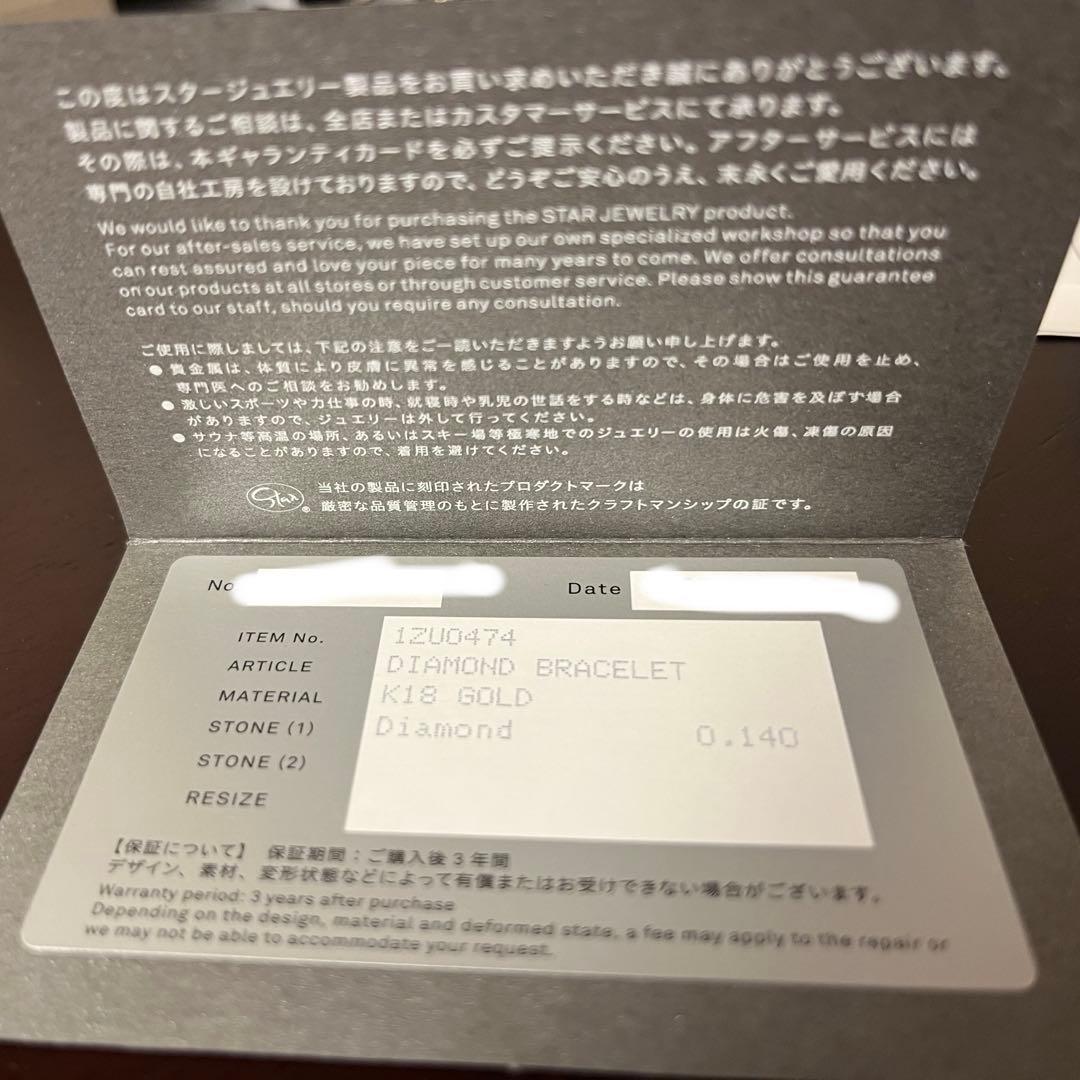 この度はスタージュエリー製品をお買い求めいただき誠にありがとうございます。
製品に関するご相談は、全店またはカスタマーサービスにて承ります。
その際は、本ギャランティカードを必ずご提示ください。アフターサービスには
専門の自社工房を設けておりますので、どうぞご安心のうえ、末永くご愛用ください。
We would like to thank you for purchasing the STAR JEWELRY product.
For our after-sales service, we have set up our own specialized workshop so that you
can rest assured and love your piece for many years to come. We offer consultations
on our products at all stores or through customer service. Please show this guarantee
card to our staff, should you require any consultation.
ご使用に際しましては、下記の注意をご一読いただきますようお願い申し上げます。
● 貴金属は、体質により皮膚に異常を感じることがありますので、その場合はご使用を止め、
専門医へのご相談をお勧めします。
● 激しいスポーツや力仕事の時、就寝時や乳児の世話をする時などは、身体に危害を及ぼす場合
がありますので、ジュエリーは外して行ってください。
● サウナ等高温の場所、あるいはスキー場等極寒地でのジュエリーの使用は火傷、凍傷の原因
になることがありますので、着用を避けてください。
Star ® 当社の製品に刻印されたプロダクトマークは
厳密な品質管理のもとに製作されたクラフトマンシップの証です。
No Date
ITEM No. 1ZU0474
ARTICLE DIAMOND BRACELET
MATERIAL K18 GOLD
STONE (1) Diamond 0.140
STONE (2)
RESIZE
【保証について】 保証期間：ご購入後3年間
デザイン、素材、変形状態などによって有償またはお受けできない場合がございます。
Warranty period: 3 years after purchase
Depending on the design, material and deformed state, a fee may apply to the repair or
we may not be able to accommodate your request.